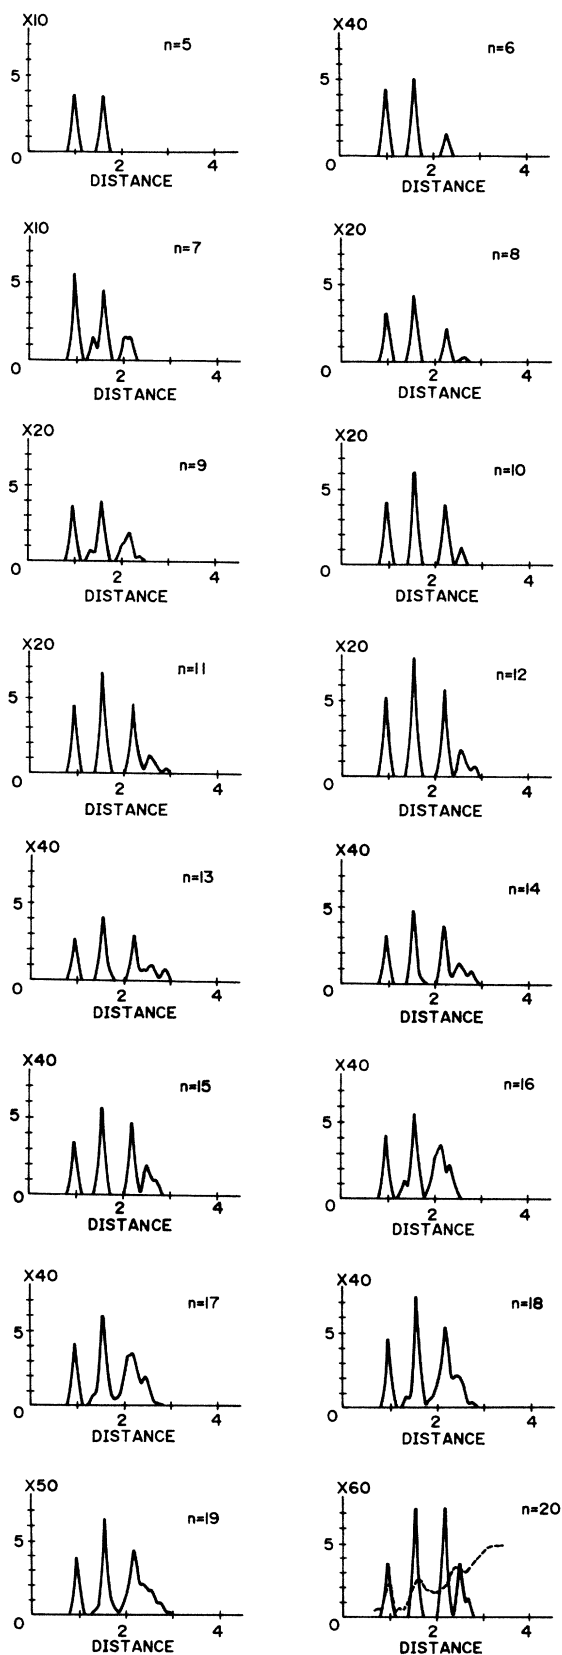 X10
n=5
5
0
2
4
DISTANCE
X40
n=6
5
0
2
4
DISTANCE
X10
n=7
5
0
2
4
DISTANCE
X20
n=8
5
0
2
4
DISTANCE
X20
n=9
5
0
2
4
DISTANCE
X20
n=10
5
0
2
4
DISTANCE
X20
n=11
5
0
2
4
DISTANCE
X20
n=12
5
0
2
4
DISTANCE
X40
n=13
5
0
2
4
DISTANCE
X40
n=14
5
0
2
4
DISTANCE
X40
n=15
5
0
2
4
DISTANCE
X40
n=16
5
0
2
4
DISTANCE
X40
n=17
5
0
2
4
DISTANCE
X40
n=18
5
0
2
4
DISTANCE
X50
n=19
5
0
2
4
DISTANCE
X60
n=20
5
0
2
4
DISTANCE